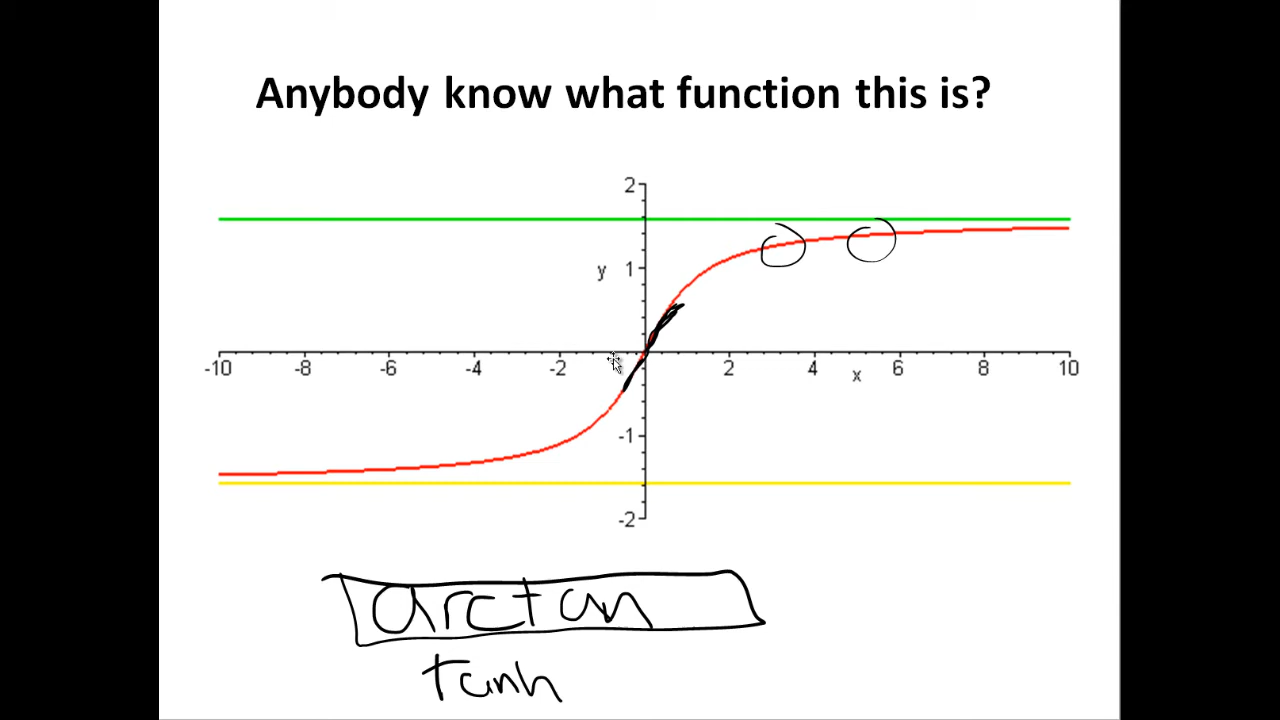 Anybody know what function this is?
2
y 1
-10 -8 -6 -4 -2 2 4 6 8 10
x
-1
-2
arctan
tanh